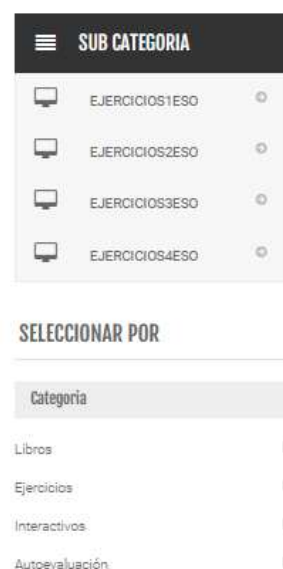 SUB CATEGORIA
EJERCICIOS1ESO
EJERCICIOS2ESO
EJERCICIOS3ESO
EJERCICIOS4ESO
SELECCIONAR POR
Categoria
Libros
Ejercicios
Interactivos
Autoevaluación